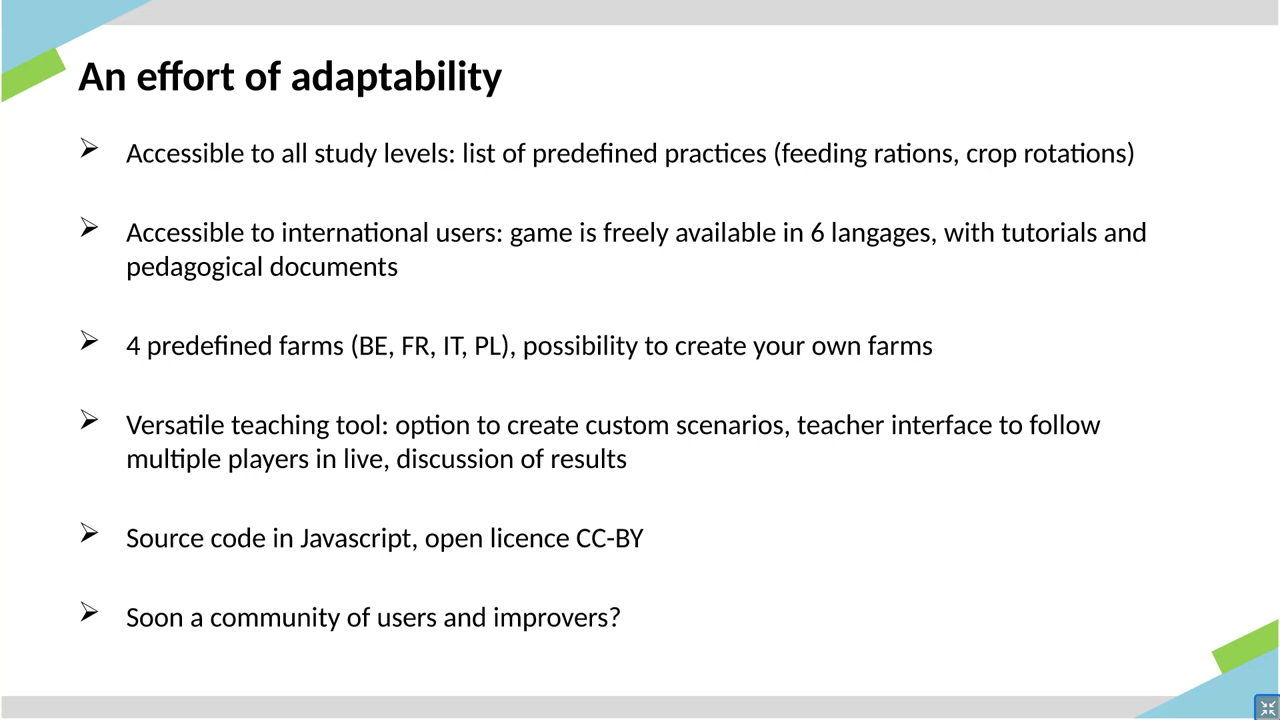 An effort of adaptability
Accessible to all study levels: list of predefined practices (feeding rations, crop rotations)
Accessible to international users: game is freely available in 6 langages, with tutorials and
pedagogical documents
4 predefined farms (BE, FR, IT, PL), possibility to create your own farms
Versatile teaching tool: option to create custom scenarios, teacher interface to follow
multiple players in live, discussion of results
Source code in Javascript, open licence CC-BY
Soon a community of users and improvers?